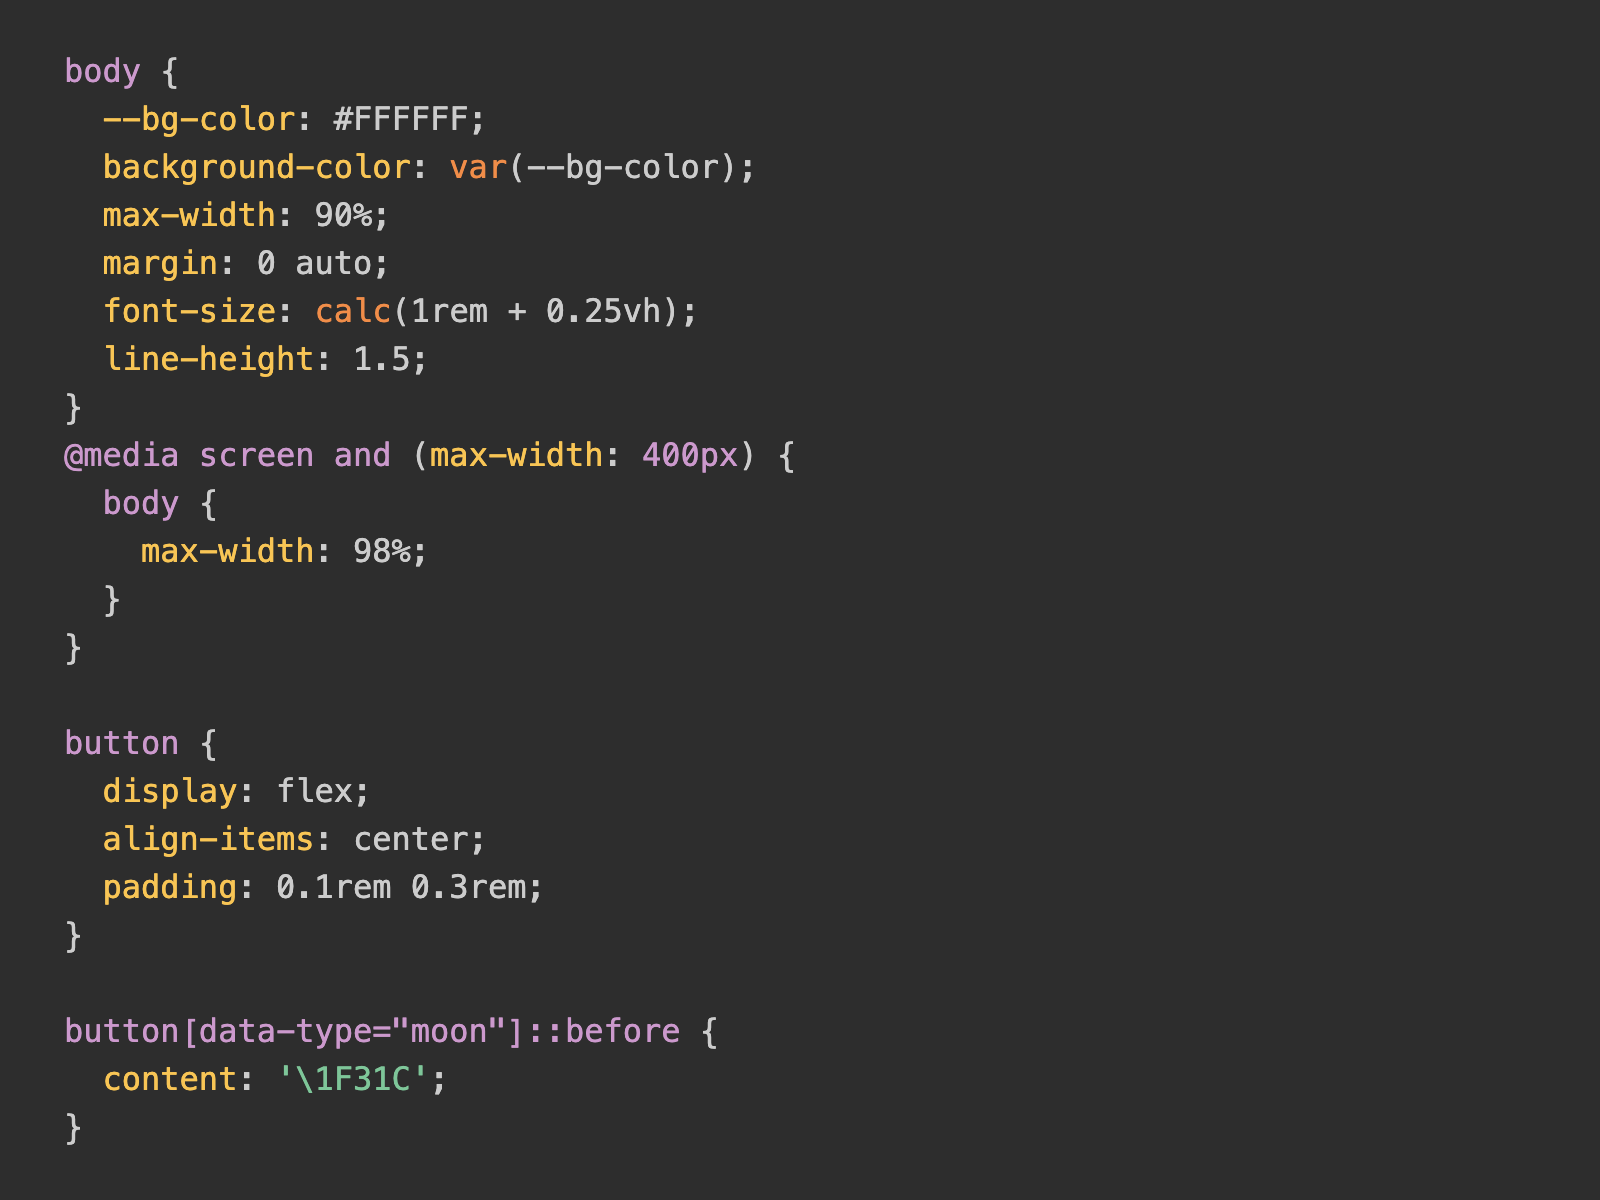 body {
  --bg-color: #FFFFFF;
  background-color: var(--bg-color);
  max-width: 90%;
  margin: 0 auto;
  font-size: calc(1rem + 0.25vh);
  line-height: 1.5;
}
@media screen and (max-width: 400px) {
  body {
    max-width: 98%;
  }
}

button {
  display: flex;
  align-items: center;
  padding: 0.1rem 0.3rem;
}

button[data-type="moon"]::before {
  content: '\1F31C';
}